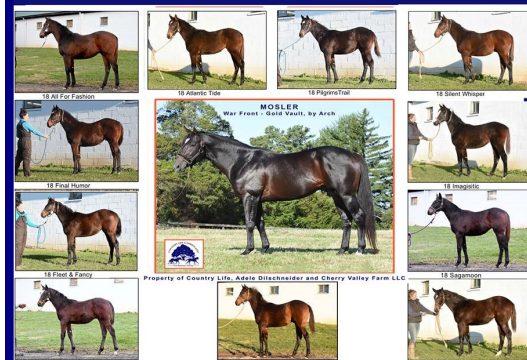 18 All For Fashion
18 Atlantic Tide
18 PilgrimsTrail
18 Silent Whisper
MOSLER
War Front - Gold Vault, by Arch
18 Final Humor
18 Imagisitic
18 Fleet & Fancy
18 Sagamoon
Property of Country Life, Adele Dilschneider and Cherry Valley Farm LLC